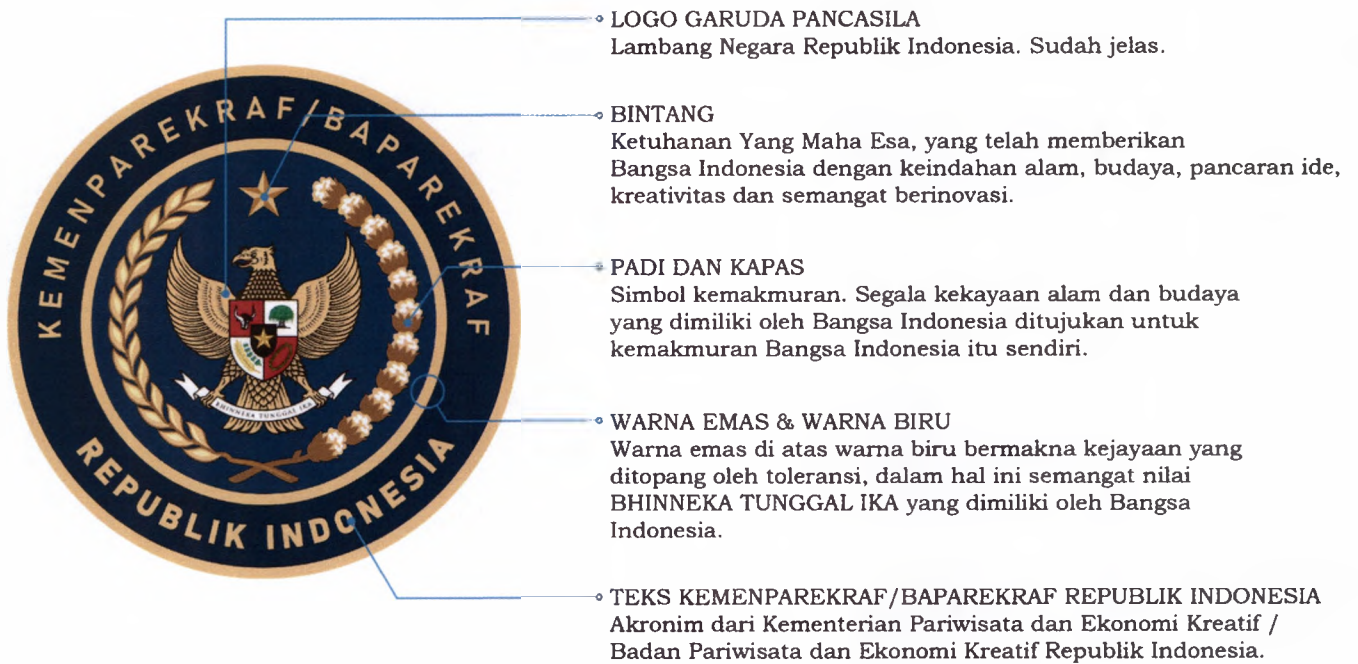 KEMENPAREKRAF/BAPAREKRAF
REPUBLIK INDONESIA
BHINNEKA TUNGGAL IKA
LOGO GARUDA PANCASILA
Lambang Negara Republik Indonesia. Sudah jelas.
BINTANG
Ketuhanan Yang Maha Esa, yang telah memberikan
Bangsa Indonesia dengan keindahan alam, budaya, pancaran ide,
kreativitas dan semangat berinovasi.
PADI DAN KAPAS
Simbol kemakmuran. Segala kekayaan alam dan budaya
yang dimiliki oleh Bangsa Indonesia ditujukan untuk
kemakmuran Bangsa Indonesia itu sendiri.
WARNA EMAS & WARNA BIRU
Warna emas di atas warna biru bermakna kejayaan yang
ditopang oleh toleransi, dalam hal ini semangat nilai
BHINNEKA TUNGGAL IKA yang dimiliki oleh Bangsa
Indonesia.
TEKS KEMENPAREKRAF/BAPAREKRAF REPUBLIK INDONESIA
Akronim dari Kementerian Pariwisata dan Ekonomi Kreatif /
Badan Pariwisata dan Ekonomi Kreatif Republik Indonesia.